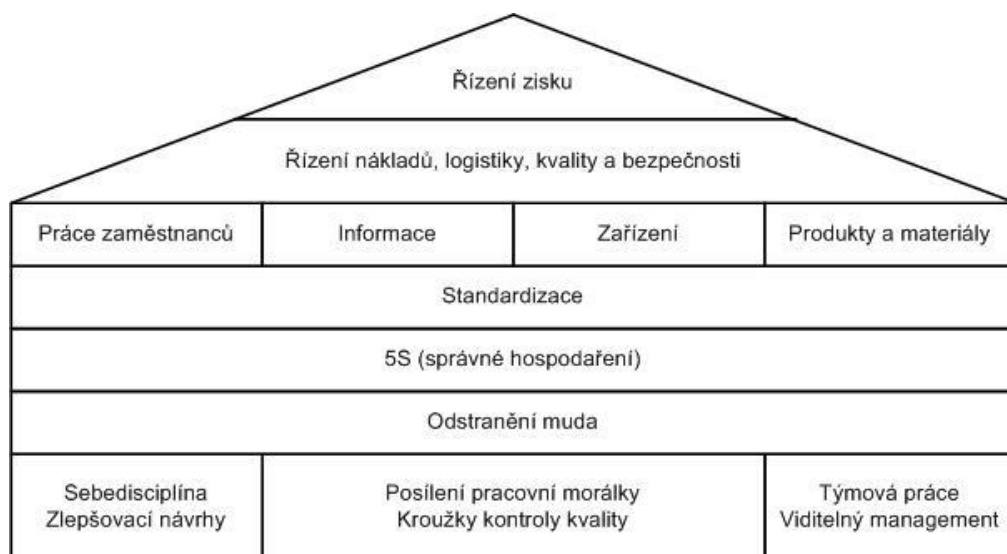 Řízení zisku
Řízení nákladů, logistiky, kvality a bezpečnosti
Práce zaměstnanců
Informace
Zařízení
Produkty a materiály
Standardizace
5S (správné hospodaření)
Odstranění muda
Sebedisciplína
Zlepšovací návrhy
Posílení pracovní morálky
Kroužky kontroly kvality
Týmová práce
Viditelný management